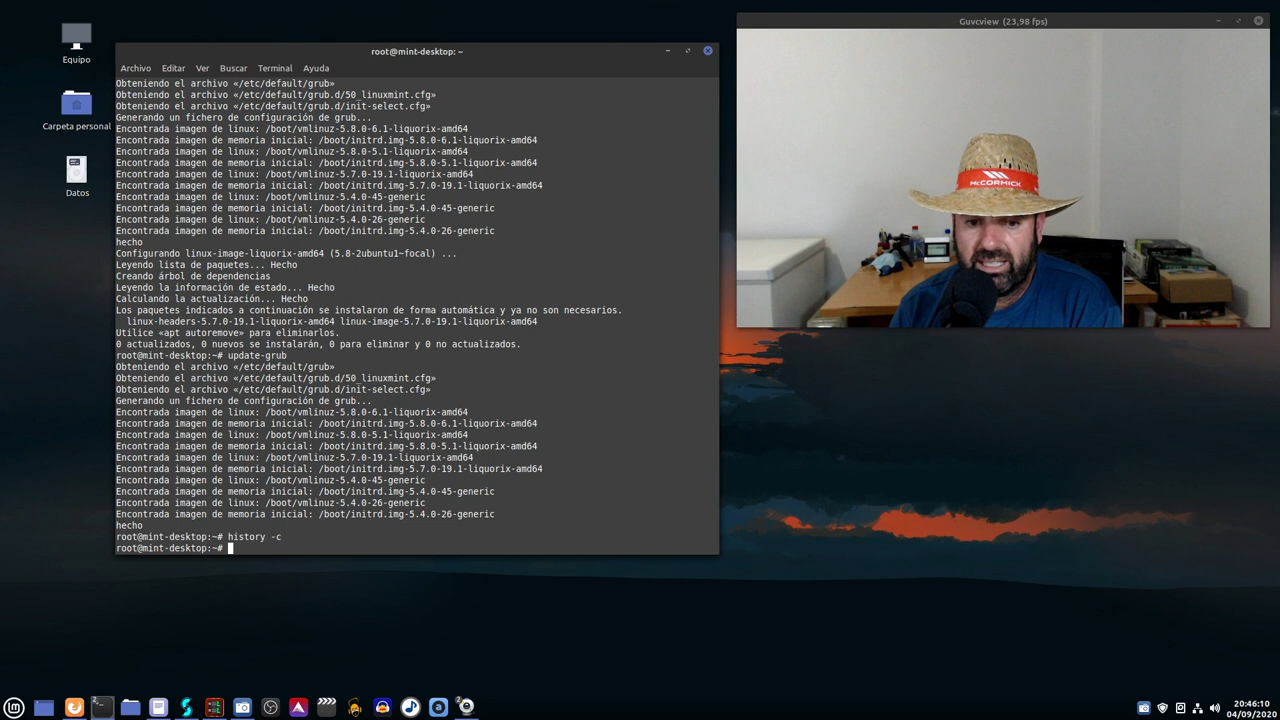 Guvcview (23,98 fps)
Equipo
Carpeta personal
Datos
root@mint-desktop: ~
Archivo Editar Ver Buscar Terminal Ayuda
Obteniendo el archivo «/etc/default/grub»
Obteniendo el archivo «/etc/default/grub.d/50_linuxmint.cfg»
Obteniendo el archivo «/etc/default/grub.d/init-select.cfg»
Generando un fichero de configuración de grub...
Encontrada imagen de linux: /boot/vmlinuz-5.8.0-6.1-liquorix-amd64
Encontrada imagen de memoria inicial: /boot/initrd.img-5.8.0-6.1-liquorix-amd64
Encontrada imagen de linux: /boot/vmlinuz-5.8.0-5.1-liquorix-amd64
Encontrada imagen de memoria inicial: /boot/initrd.img-5.8.0-5.1-liquorix-amd64
Encontrada imagen de linux: /boot/vmlinuz-5.7.0-19.1-liquorix-amd64
Encontrada imagen de memoria inicial: /boot/initrd.img-5.7.0-19.1-liquorix-amd64
Encontrada imagen de linux: /boot/vmlinuz-5.4.0-45-generic
Encontrada imagen de memoria inicial: /boot/initrd.img-5.4.0-45-generic
Encontrada imagen de linux: /boot/vmlinuz-5.4.0-26-generic
Encontrada imagen de memoria inicial: /boot/initrd.img-5.4.0-26-generic
hecho
Configurando linux-image-liquorix-amd64 (5.8-2ubuntu1~focal) ...
Leyendo lista de paquetes... Hecho
Creando árbol de dependencias
Leyendo la información de estado... Hecho
Calculando la actualización... Hecho
Los paquetes indicados a continuación se instalaron de forma automática y ya no son necesarios.
linux-headers-5.7.0-19.1-liquorix-amd64 linux-image-5.7.0-19.1-liquorix-amd64
Utilice «apt autoremove» para eliminarlos.
0 actualizados, 0 nuevos se instalarán, 0 para eliminar y 0 no actualizados.
root@mint-desktop:~# update-grub
Obteniendo el archivo «/etc/default/grub»
Obteniendo el archivo «/etc/default/grub.d/50_linuxmint.cfg»
Obteniendo el archivo «/etc/default/grub.d/init-select.cfg»
Generando un fichero de configuración de grub...
Encontrada imagen de linux: /boot/vmlinuz-5.8.0-6.1-liquorix-amd64
Encontrada imagen de memoria inicial: /boot/initrd.img-5.8.0-6.1-liquorix-amd64
Encontrada imagen de linux: /boot/vmlinuz-5.8.0-5.1-liquorix-amd64
Encontrada imagen de memoria inicial: /boot/initrd.img-5.8.0-5.1-liquorix-amd64
Encontrada imagen de linux: /boot/vmlinuz-5.7.0-19.1-liquorix-amd64
Encontrada imagen de memoria inicial: /boot/initrd.img-5.7.0-19.1-liquorix-amd64
Encontrada imagen de linux: /boot/vmlinuz-5.4.0-45-generic
Encontrada imagen de memoria inicial: /boot/initrd.img-5.4.0-45-generic
Encontrada imagen de linux: /boot/vmlinuz-5.4.0-26-generic
Encontrada imagen de memoria inicial: /boot/initrd.img-5.4.0-26-generic
hecho
root@mint-desktop:~# history -c
root@mint-desktop:~#
McCORMICK
20:46:10
04/09/2020